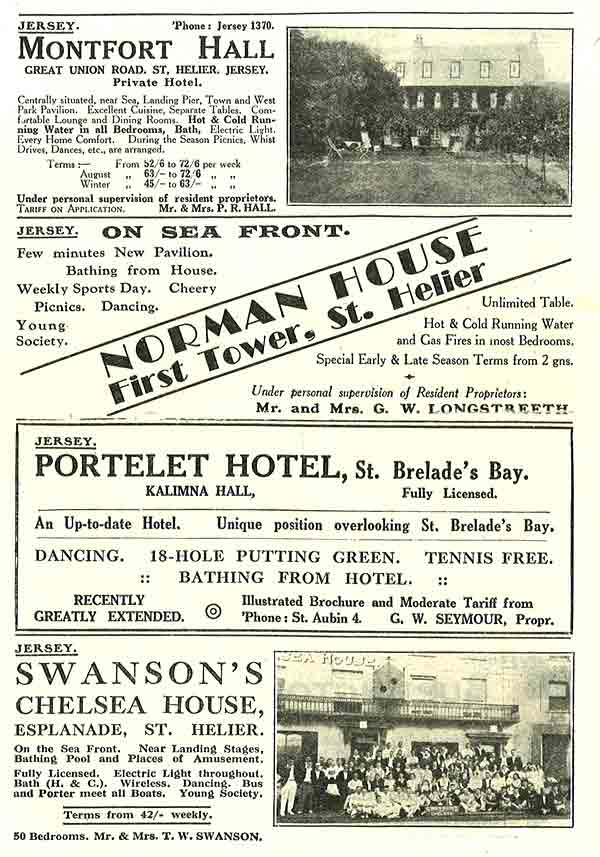 JERSEY. 'Phone: Jersey 1370.
MONTFORT HALL
GREAT UNION ROAD. ST, HELIER. JERSEY.
Private Hotel.
Centrally situated, near Sea, Landing Pier, Town and West
Park Pavilion. Excellent Cuisine, Separate Tables. Com-
fortable Lounge and Dining Rooms. Hot & Cold Run-
ning Water in all Bedrooms, Bath, Electric Light.
Every Home Comfort. During the Season Picnics, Whist
Drives, Dances, etc., are arranged.
Terms :— From 52/6 to 72/6 per week
August „ 63/- to 72/6 „ „
Winter „ 45/- to 63/- „ „
Under personal supervision of resident proprietors.
TARIFF ON APPLICATION. Mr. & Mrs. P. R. HALL.
JERSEY. ON SEA FRONT.
Few minutes New Pavilion.
Bathing from House.
Weekly Sports Day. Cheery
Picnics. Dancing.
Young
Society.
NORMAN HOUSE
First Tower, St. Helier
Unlimited Table.
Hot & Cold Running Water
and Gas Fires in most Bedrooms.
Special Early & Late Season Terms from 2 gns.
Under personal supervision of Resident Proprietors:
Mr. and Mrs. G. W. LONGSTREETH
JERSEY.
PORTELET HOTEL, St. Brelade's Bay.
KALIMNA HALL, Fully Licensed.
An Up-to-date Hotel. Unique position overlooking St. Brelade's Bay.
DANCING. 18-HOLE PUTTING GREEN. TENNIS FREE.
:: BATHING FROM HOTEL. ::
RECENTLY
GREATLY EXTENDED.
Illustrated Brochure and Moderate Tariff from
'Phone: St. Aubin 4. G. W. SEYMOUR, Propr.
JERSEY.
SWANSON'S
CHELSEA HOUSE,
ESPLANADE, ST. HELIER.
On the Sea Front. Near Landing Stages,
Bathing Pool and Places of Amusement.
Fully Licensed. Electric Light throughout.
Bath (H. & C.). Wireless. Dancing. Bus
and Porter meet all Boats. Young Society.
Terms from 42/- weekly.
50 Bedrooms. Mr. & Mrs. T. W. SWANSON.
SEA HOUSE